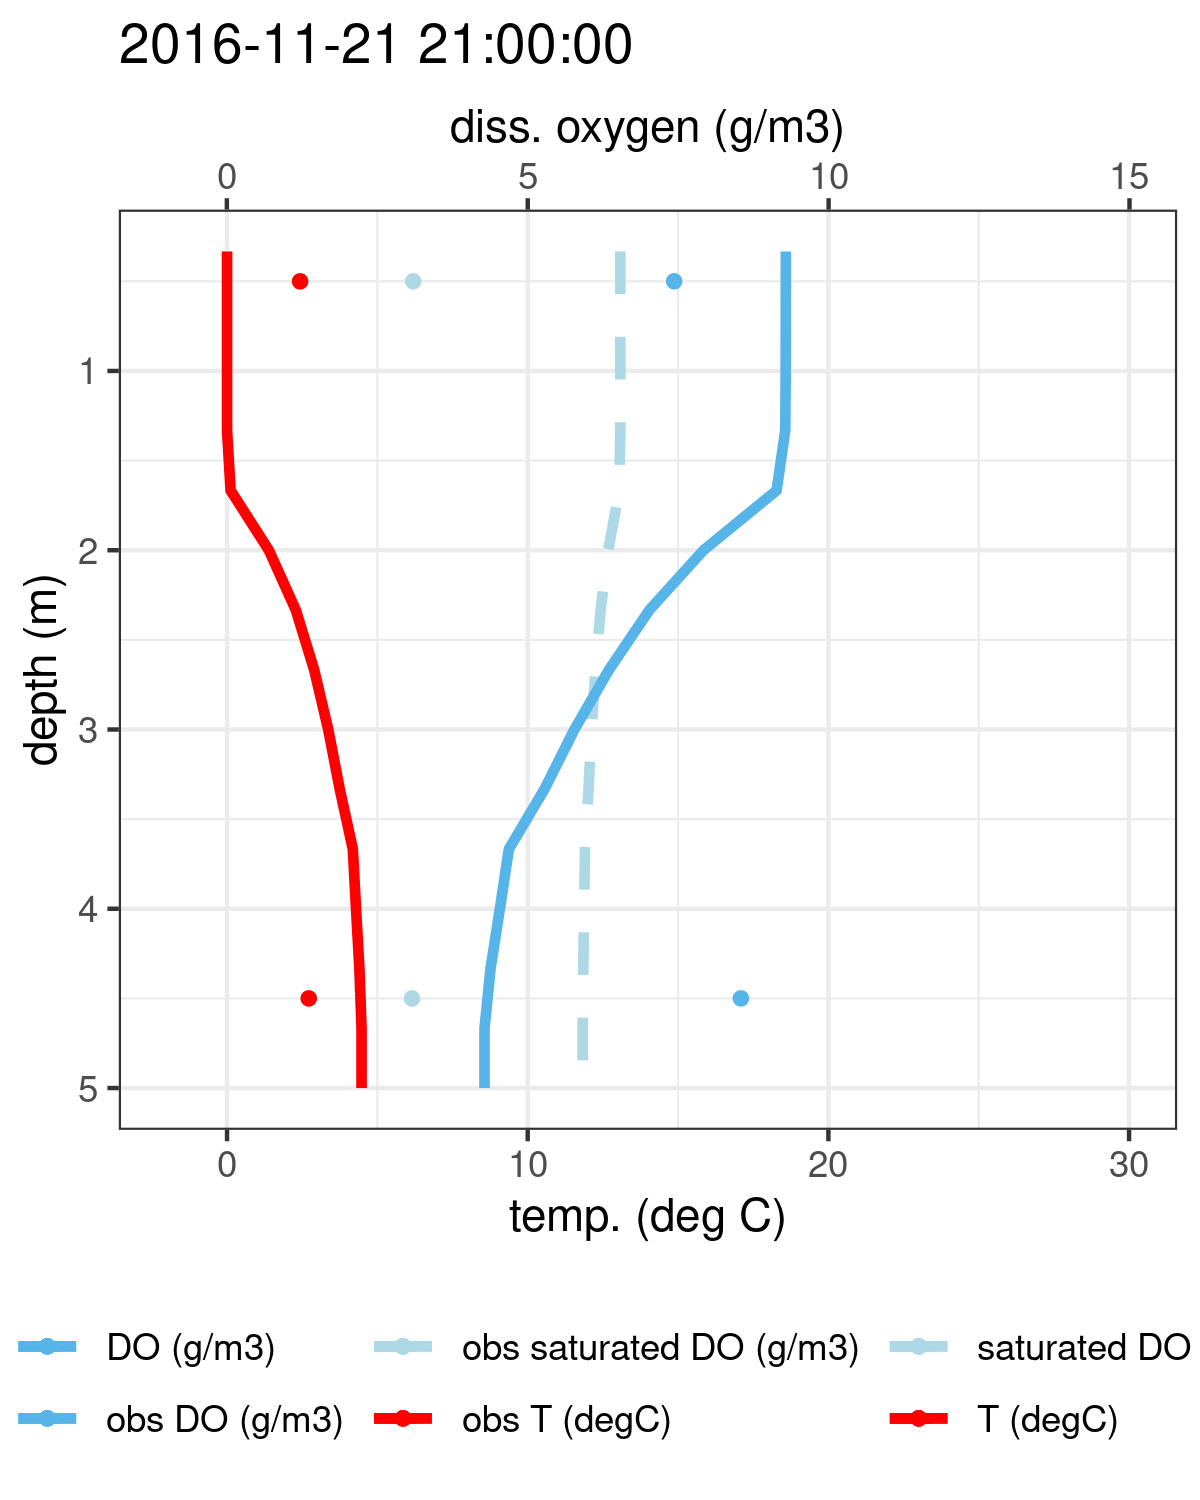 2016-11-21 21:00:00
diss. oxygen (g/m3)
0 5 10 15
depth (m)
1
2
3
4
5
0 10 20 30
temp. (deg C)
DO (g/m3) obs saturated DO (g/m3) saturated DO
obs DO (g/m3) obs T (degC) T (degC)